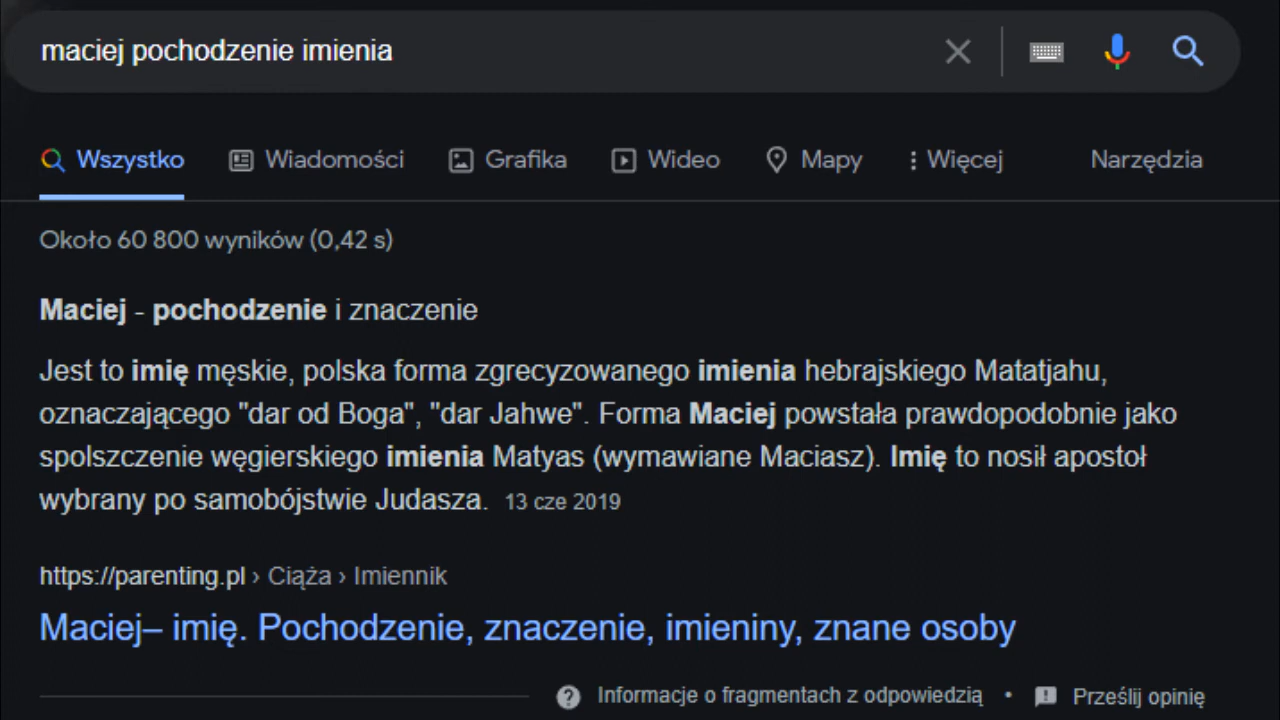 maciej pochodzenie imienia
Wszystko Wiadomości Grafika Wideo Mapy Więcej Narzędzia
Około 60 800 wyników (0,42 s)
Maciej - pochodzenie i znaczenie
Jest to imię męskie, polska forma zgrecyzowanego imienia hebrajskiego Matatjahu,
oznaczającego "dar od Boga", "dar Jahwe". Forma Maciej powstała prawdopodobnie jako
spolszczenie węgierskiego imienia Matyas (wymawiane Maciasz). Imię to nosił apostoł
wybrany po samobójstwie Judasza. 13 cze 2019
https://parenting.pl › Ciąża › Imiennik
Maciej– imię. Pochodzenie, znaczenie, imieniny, znane osoby
Informacje o fragmentach z odpowiedzią • Prześlij opinię